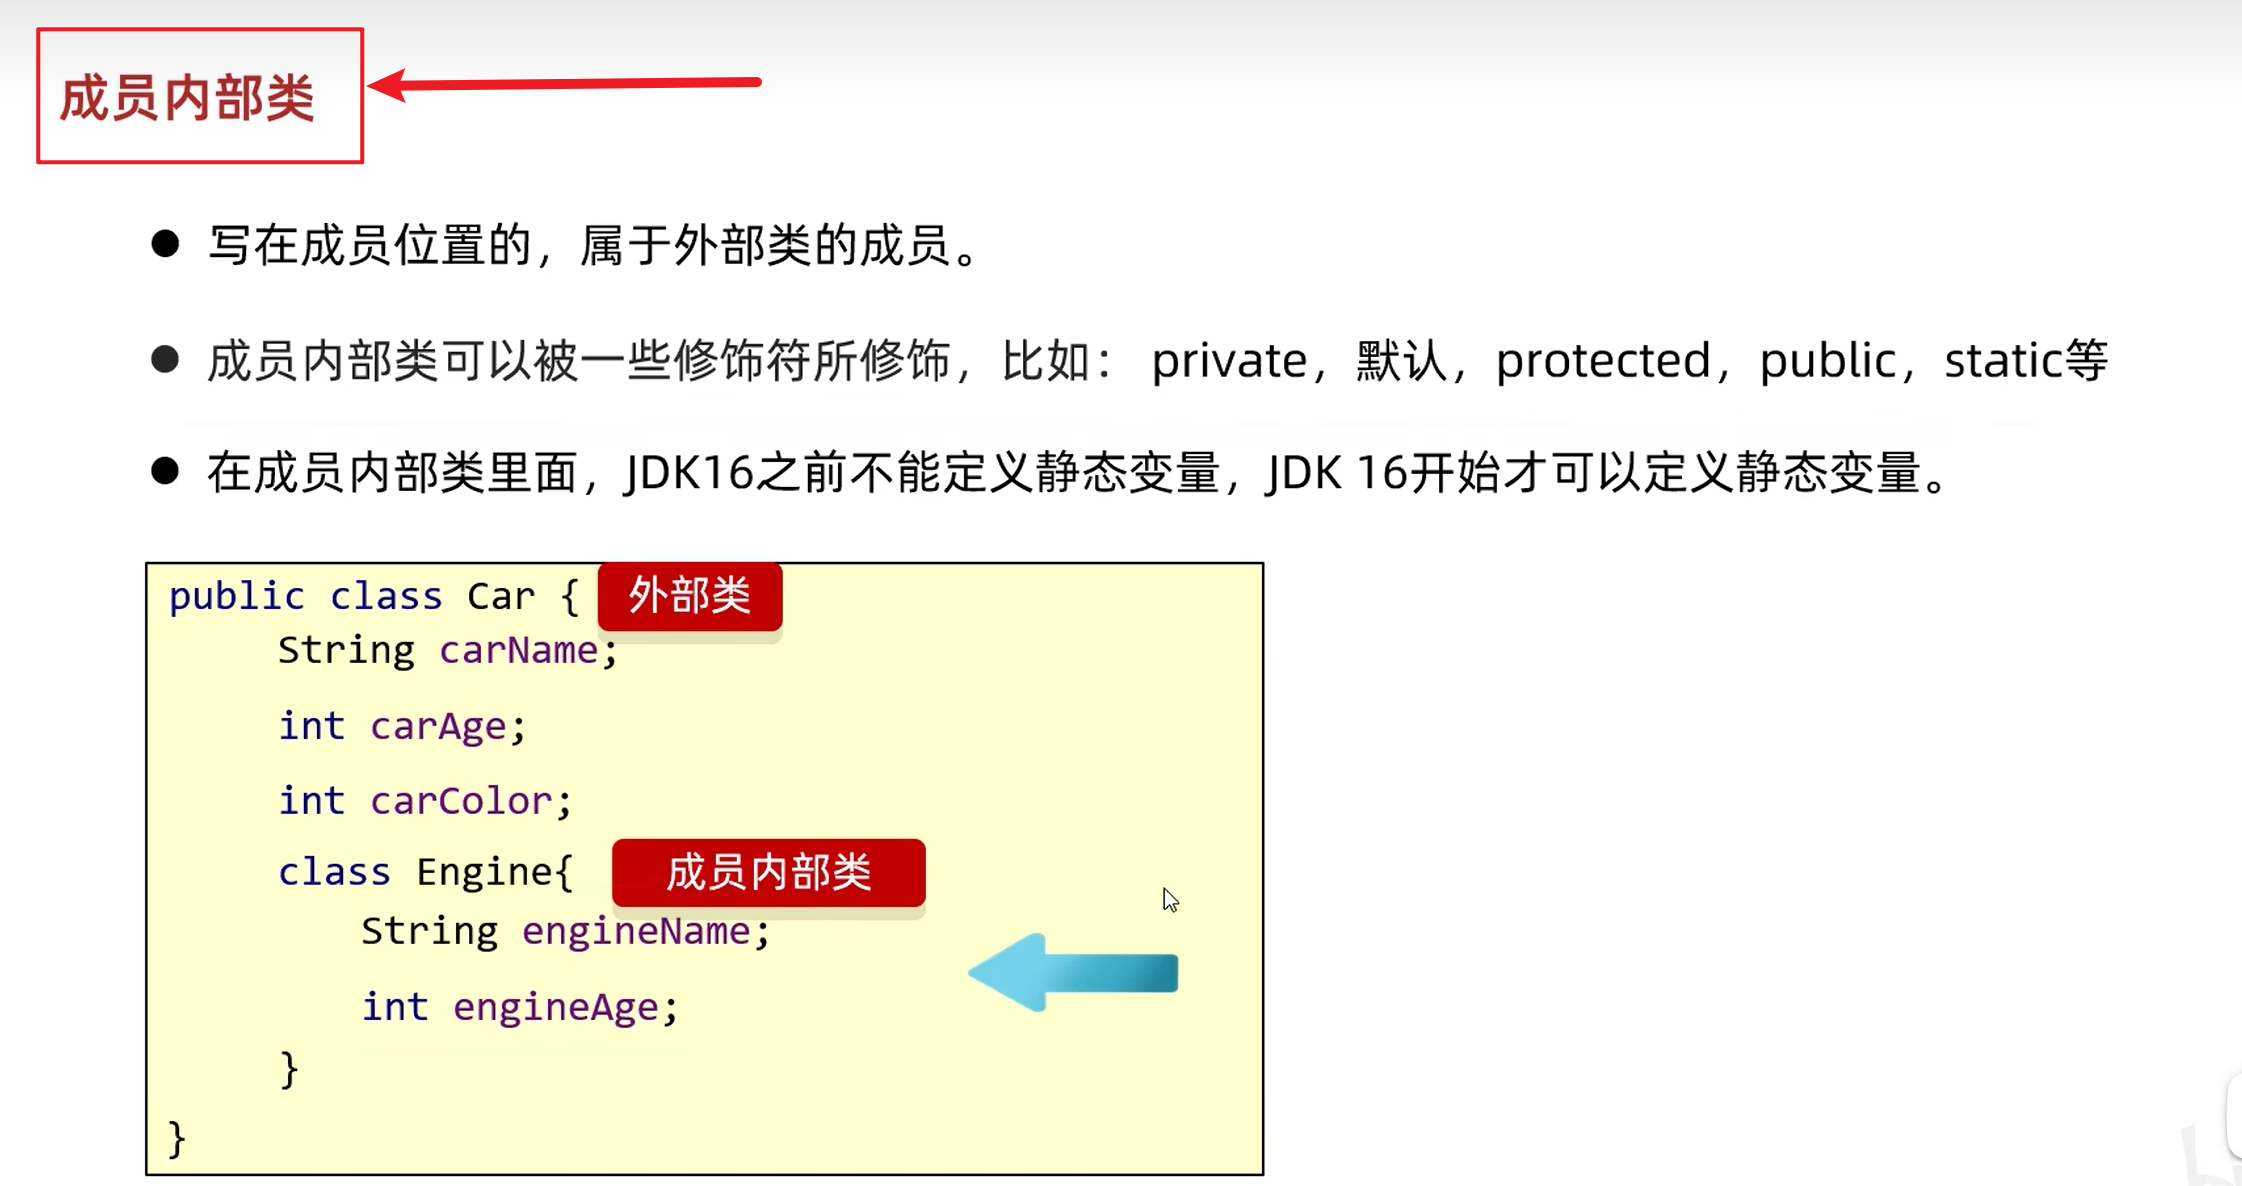 成员内部类
写在成员位置的，属于外部类的成员。
成员内部类可以被一些修饰符所修饰，比如： private，默认，protected，public，static等
在成员内部类里面，JDK16之前不能定义静态变量，JDK 16开始才可以定义静态变量。
public class Car { 外部类
String carName;
int carAge;
int carColor;
class Engine{ 成员内部类
String engineName;
int engineAge;
}
}